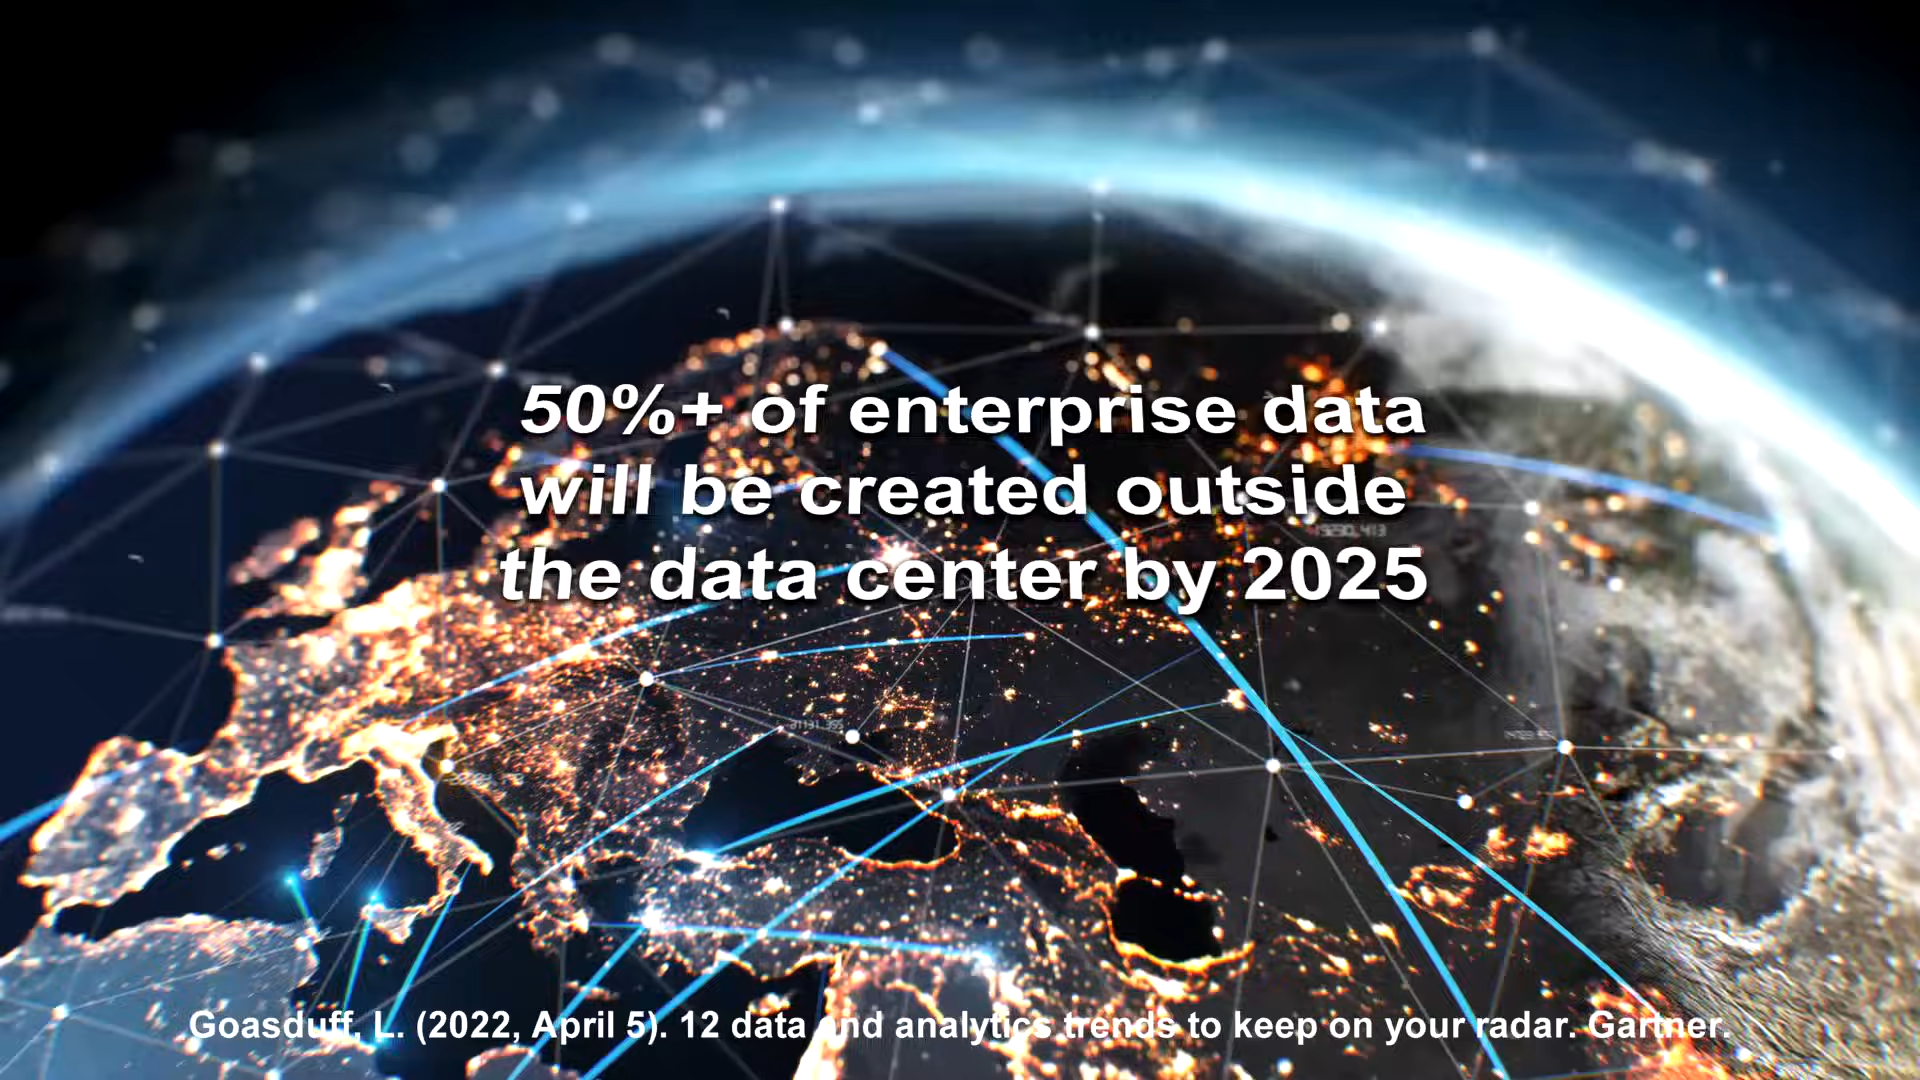 50%+ of enterprise data
will be created outside
the data center by 2025
Goasduff, L. (2022, April 5). 12 data and analytics trends to keep on your radar. Gartner.